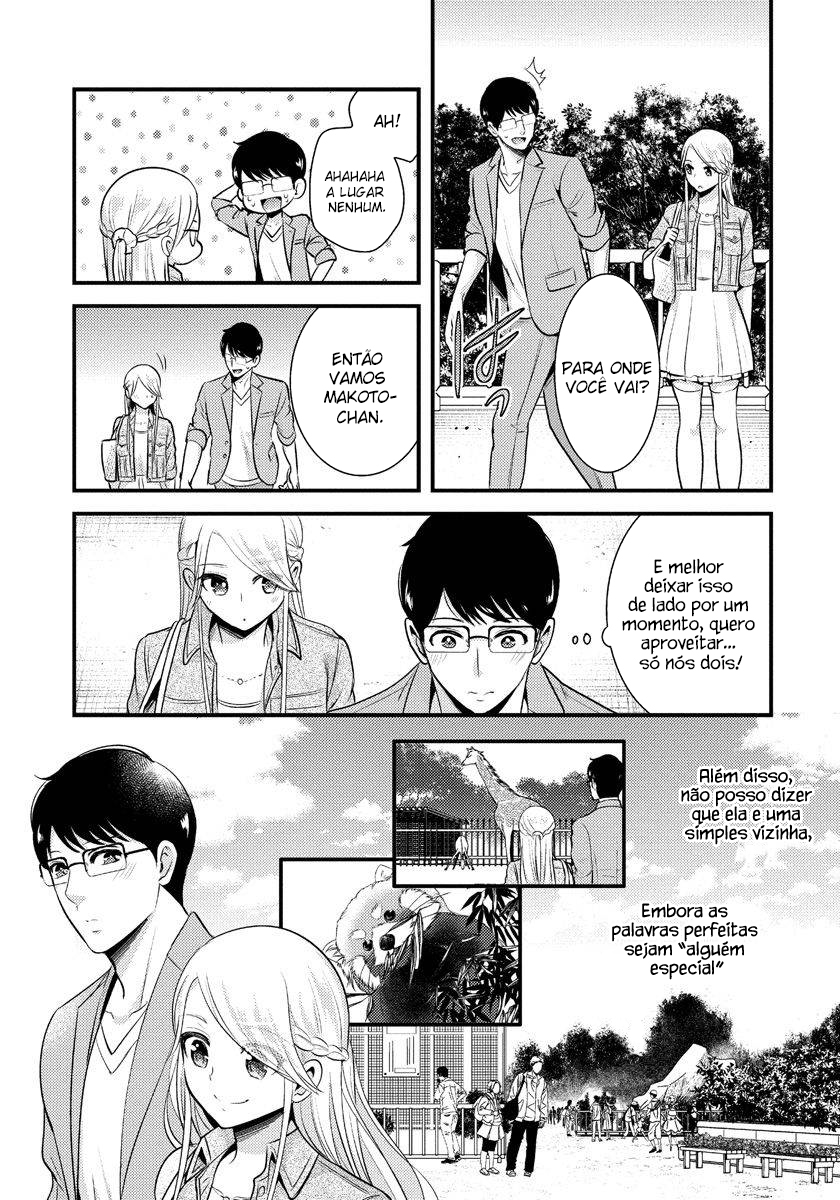 PARA ONDE
VOCÊ VAI?
AH!
AHAHAHA
A LUGAR
NENHUM.
ENTÃO
VAMOS
MAKOTO-
CHAN.
E melhor
deixar isso
de lado por um
momento, quero
aproveitar...
só nós dois!
Além disso,
não posso dizer
que ela e uma
simples vizinha,
Embora as
palavras perfeitas
sejam "alguém
especial"